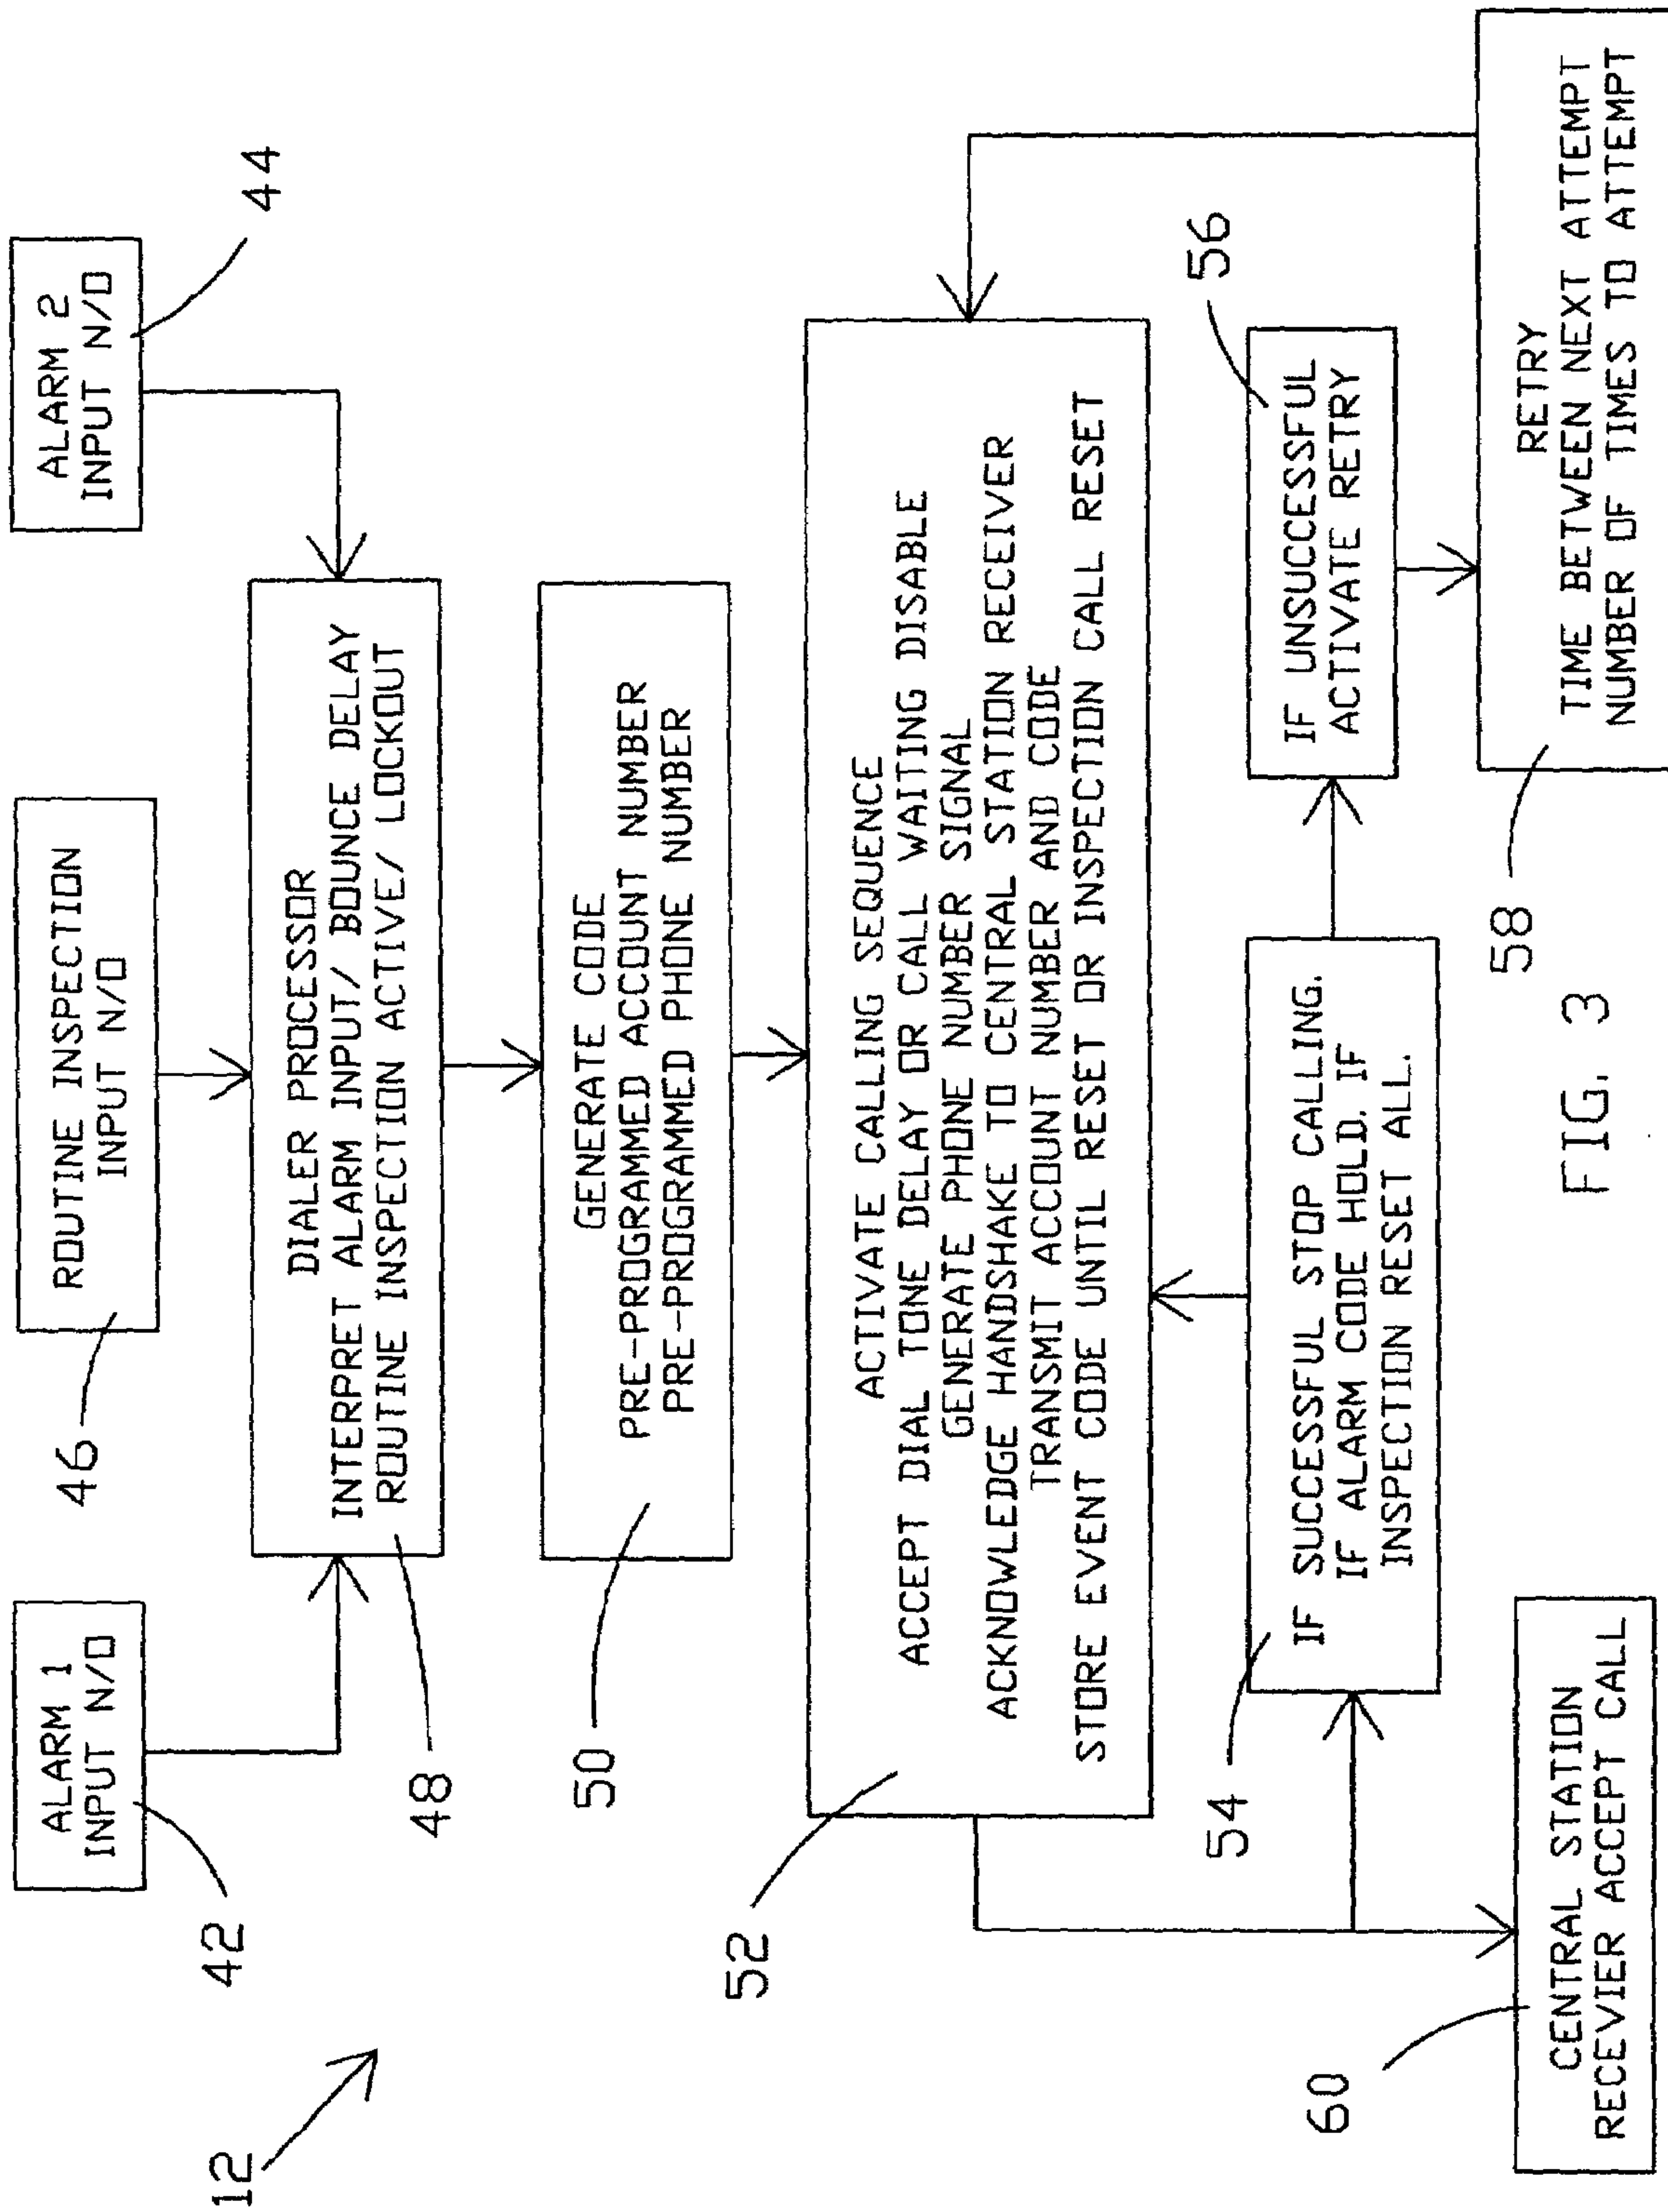 12
42
ALARM 1
INPUT N/O
46
ROUTINE INSPECTION
INPUT N/O
ALARM 2
INPUT N/O
44
48
DIALER PROCESSOR
INTERPRET ALARM INPUT/ BOUNCE DELAY
ROUTINE INSPECTION ACTIVE/ LOCKOUT
50
GENERATE CODE
PRE-PROGRAMMED ACCOUNT NUMBER
PRE-PROGRAMMED PHONE NUMBER
52
ACTIVATE CALLING SEQUENCE
ACCEPT DIAL TONE DELAY OR CALL WAITING DISABLE
GENERATE PHONE NUMBER SIGNAL
ACKNOWLEDGE HANDSHAKE TO CENTRAL STATION RECEIVER
TRANSMIT ACCOUNT NUMBER AND CODE
STORE EVENT CODE UNTIL RESET OR INSPECTION CALL RESET
54
IF SUCCESSFUL STOP CALLING.
IF ALARM CODE HOLD. IF
INSPECTION RESET ALL.
56
IF UNSUCCESSFUL
ACTIVATE RETRY
58
RETRY
TIME BETWEEN NEXT ATTEMPT
NUMBER OF TIMES TO ATTEMPT
60
CENTRAL STATION
RECEVIER ACCEPT CALL
FIG. 3